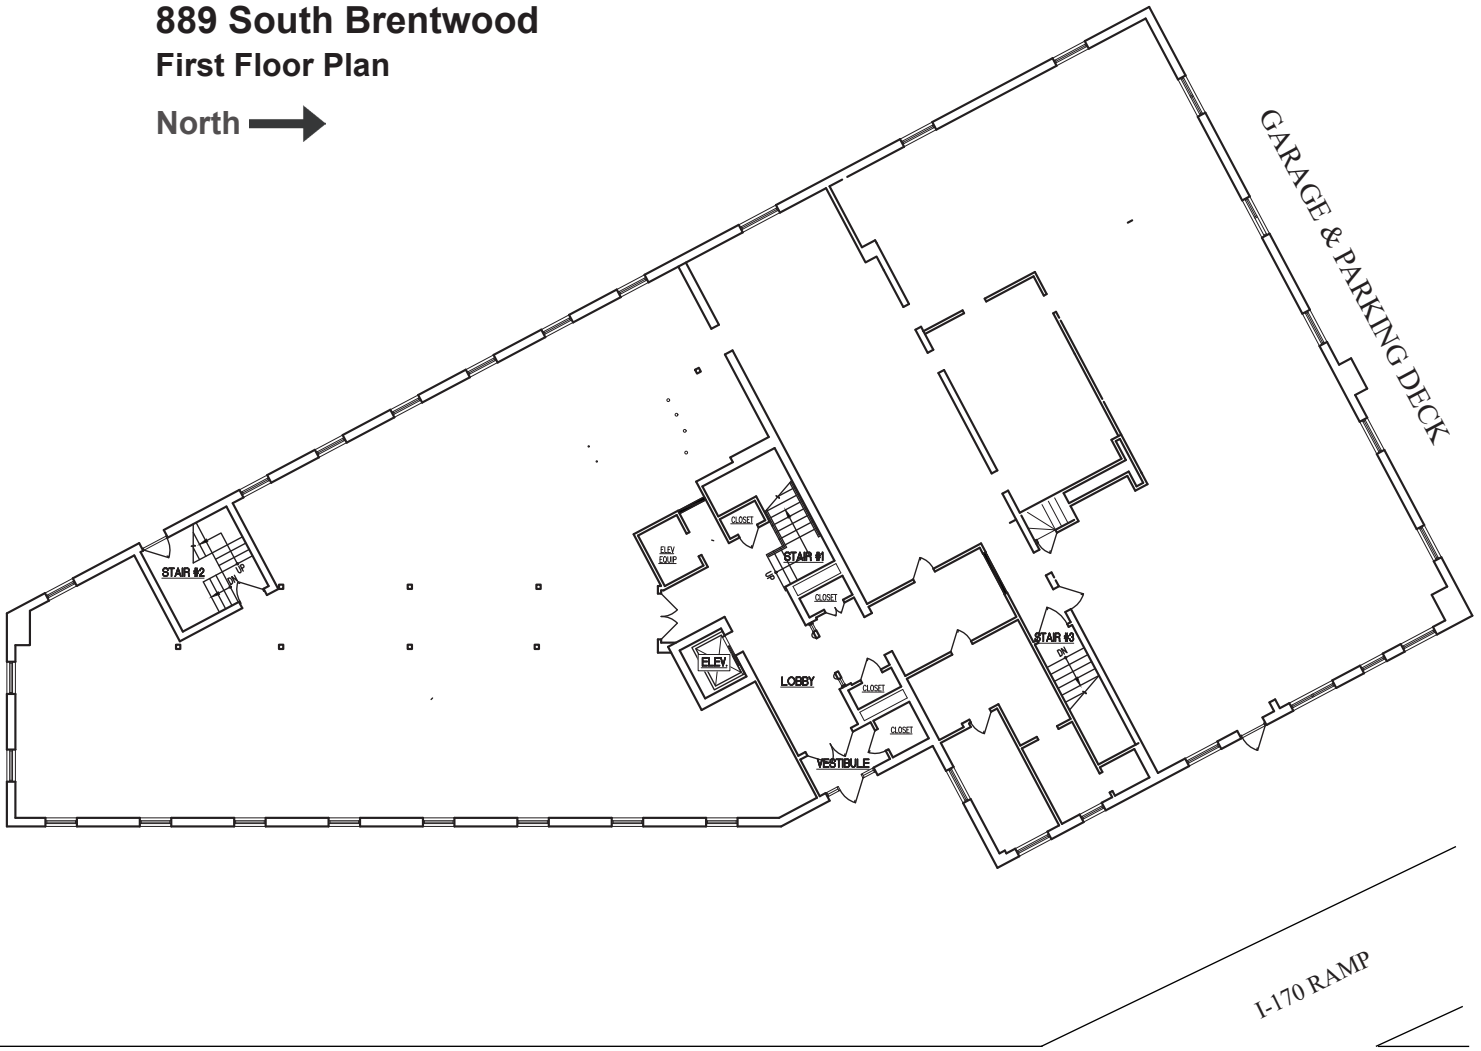 889 South Brentwood
First Floor Plan
North
GARAGE & PARKING DECK
CLOSET
ELEV
EQUIP
STAIR #1
UP
STAIR #2
DN
UP
CLOSET
STAIR #3
DN
ELEV.
LOBBY
CLOSET
CLOSET
VESTIBULE
I-170 RAMP